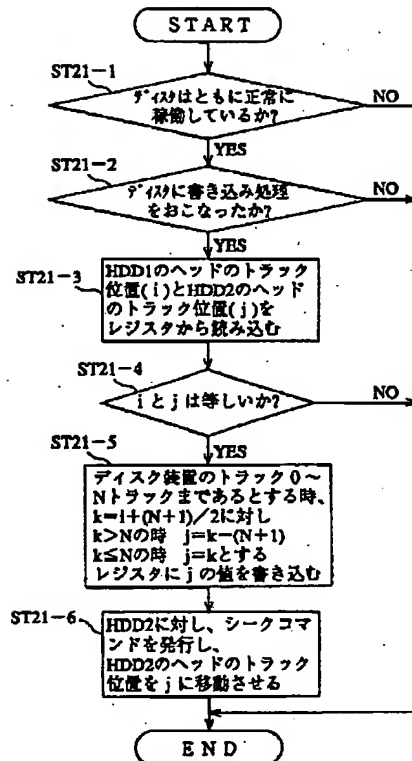 START
ST21-1
ディスクはともに正常に
稼働しているか?
NO
YES
ST21-2
ディスクに書き込み処理
をおこなったか?
NO
YES
ST21-3
HDD1のヘッドのトラック
位置(i)とHDD2のヘッド
のトラック位置(j)を
レジスタから読み込む
ST21-4
iとjは等しいか?
NO
YES
ST21-5
ディスク装置のトラック0〜
Nトラックまであるとする時、
k=i+(N+1)/2に対し
k>Nの時 j=k-(N+1)
k≤Nの時 j=kとする
レジスタにjの値を書き込む
ST21-6
HDD2に対し、シークコマ
ンドを発行し、
HDD2のヘッドのトラック
位置をjに移動させる
END